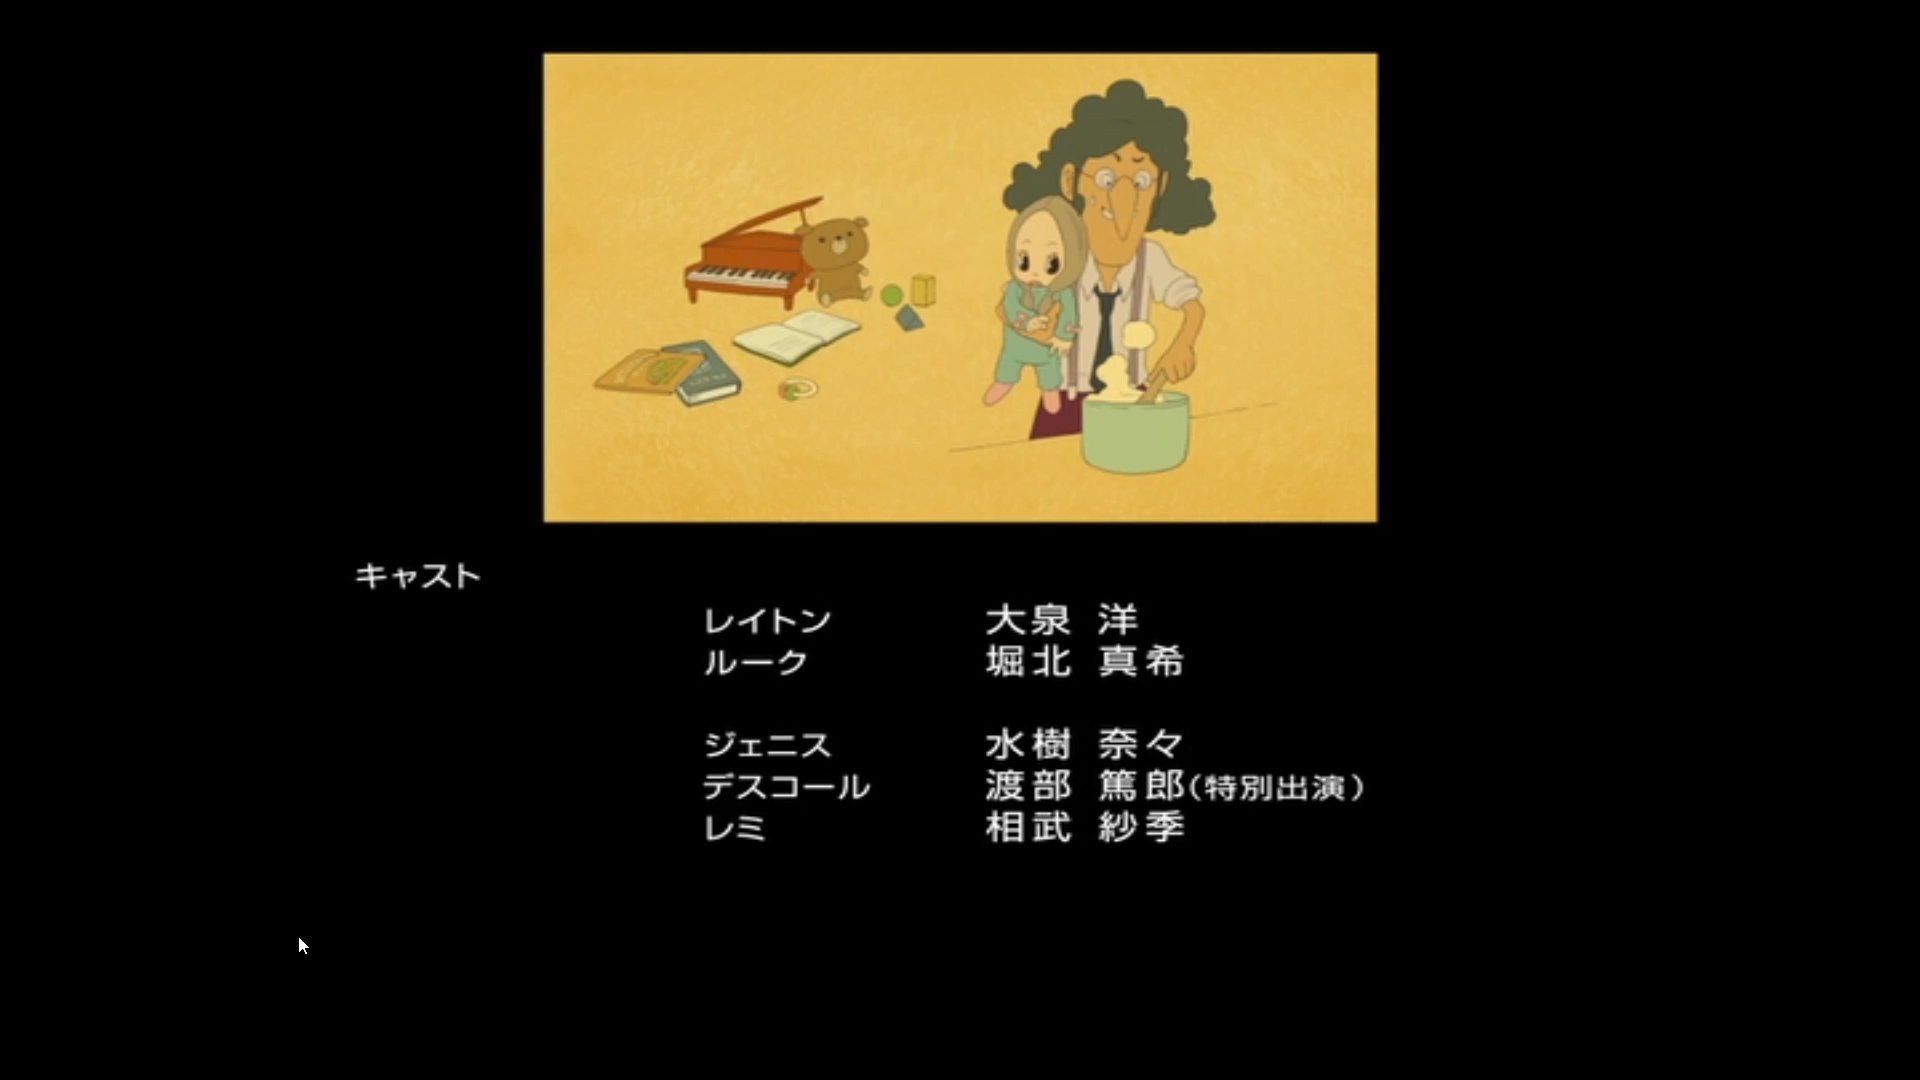 キャスト
レイトン 大泉 洋
ルーク 堀北 真希
ジェニス 水樹 奈々
デスコール 渡部 篤郎(特別出演)
レミ 相武 紗季